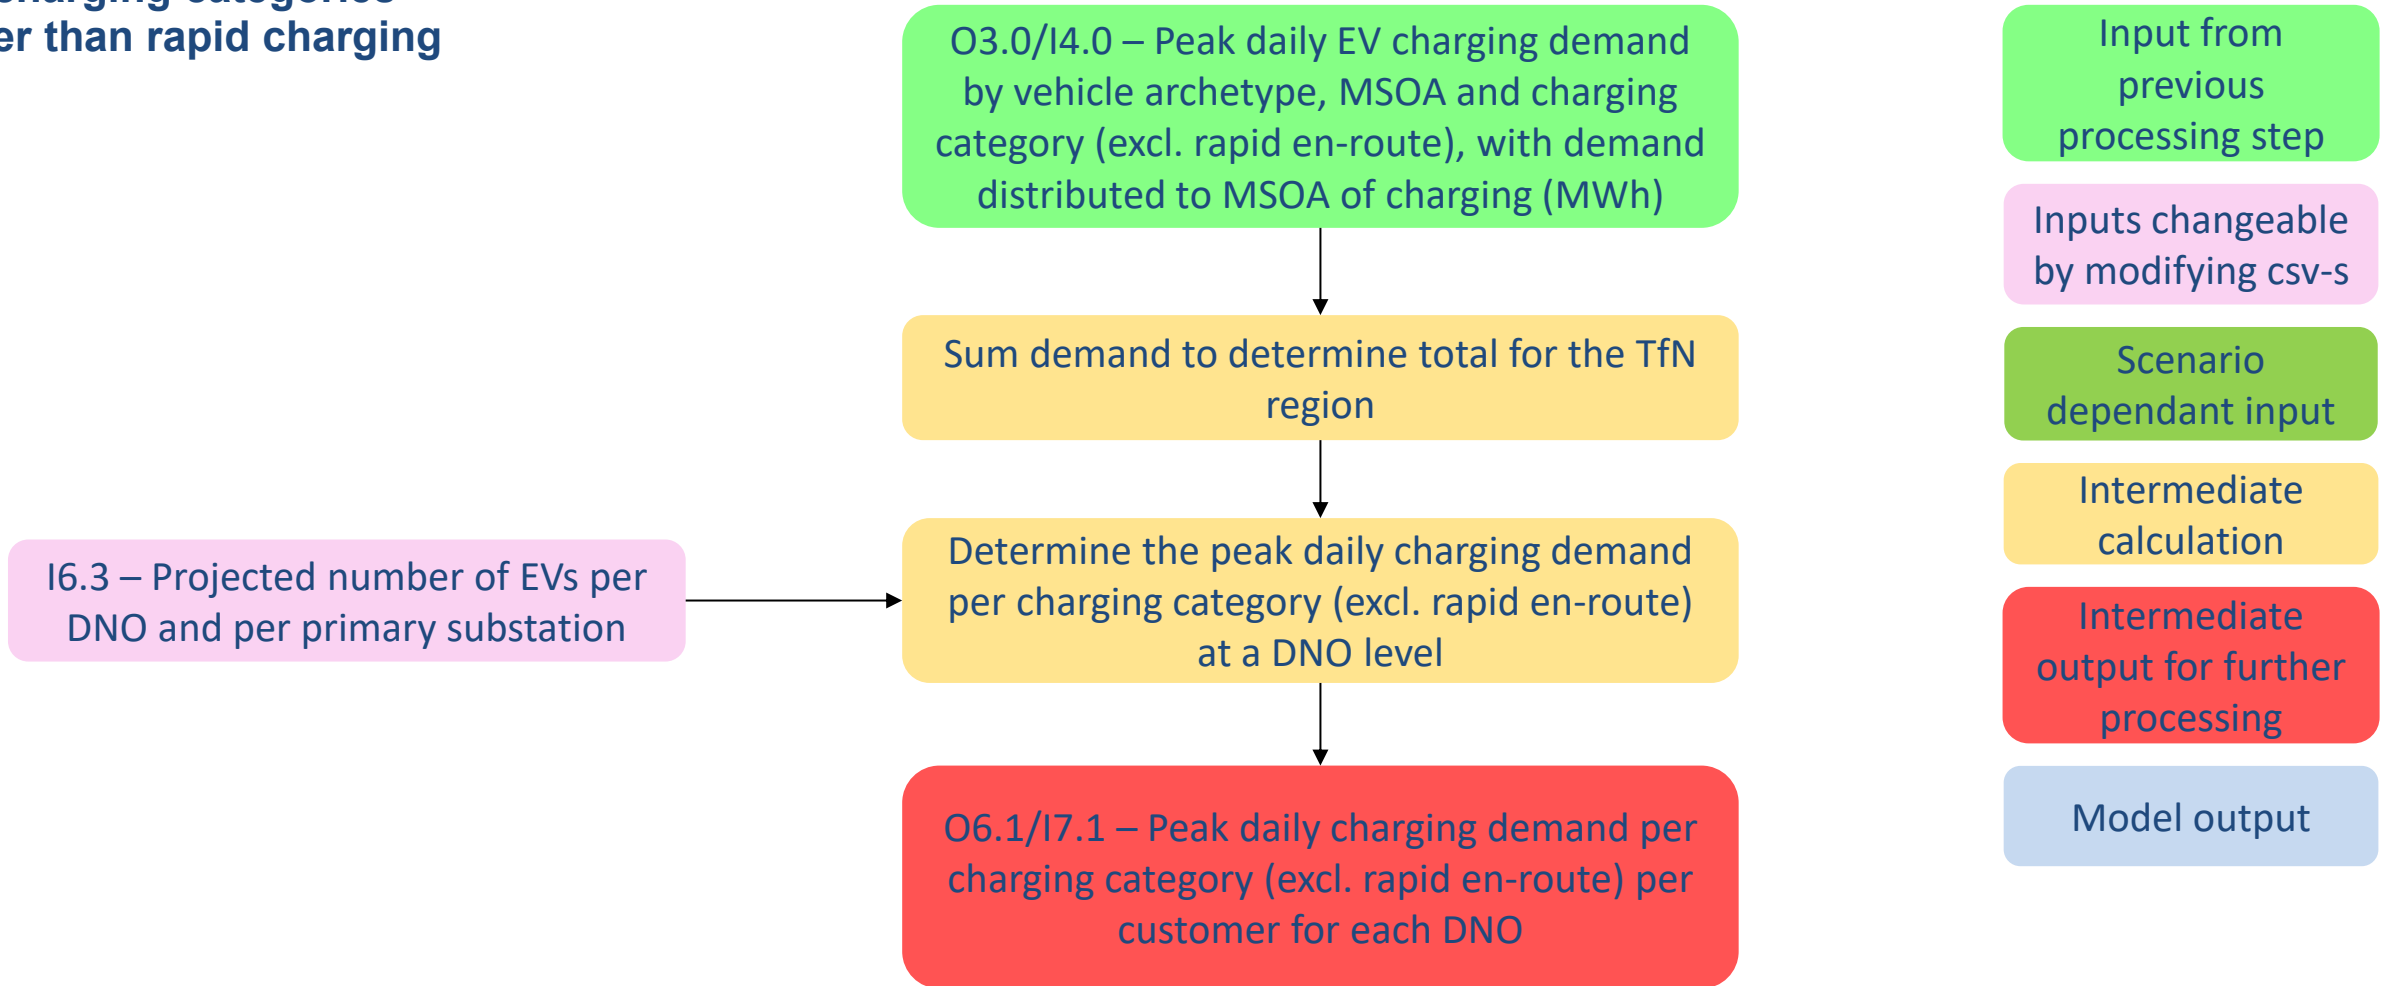 than rapid charging
O3.0/I4.0 – Peak daily EV charging demand
by vehicle archetype, MSOA and charging
category (excl. rapid en-route), with demand
distributed to MSOA of charging (MWh)
Sum demand to determine total for the TfN
region
I6.3 – Projected number of EVs per
DNO and per primary substation
Determine the peak daily charging demand
per charging category (excl. rapid en-route)
at a DNO level
O6.1/I7.1 – Peak daily charging demand per
charging category (excl. rapid en-route) per
customer for each DNO
Input from
previous
processing step
Inputs changeable
by modifying csv-s
Scenario
dependant input
Intermediate
calculation
Intermediate
output for further
processing
Model output